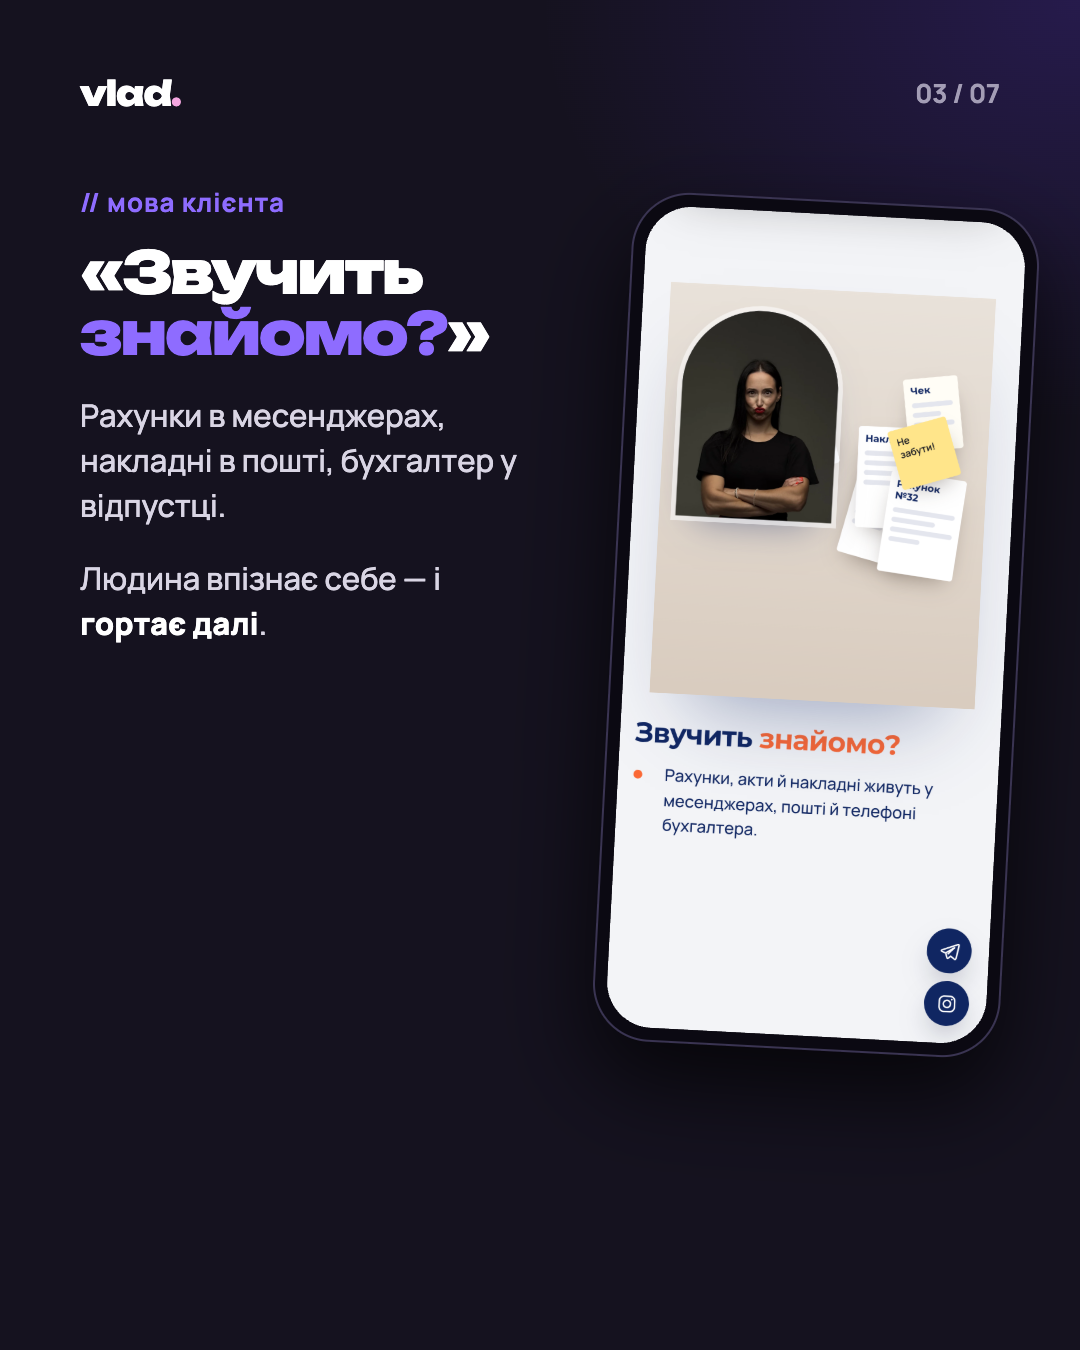 vlad.
03 / 07
// мова клієнта
«Звучить
знайомо?»
Рахунки в месенджерах,
накладні в пошті, бухгалтер у
відпустці.
Людина впізнає себе — і
гортає далі.
Чек
Не
забути!
№32
Звучить знайомо?
Рахунки, акти й накладні живуть у
месенджерах, пошті й телефоні
бухгалтера.